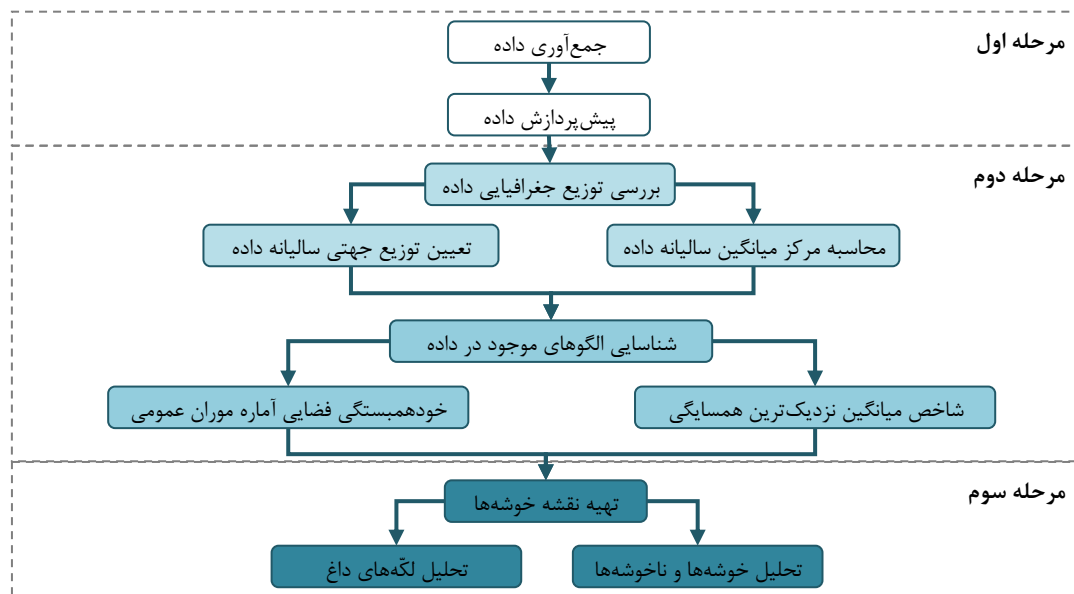 مرحله اول
جمع‌آوری داده
پیش‌پردازش داده
مرحله دوم
بررسی توزیع جغرافیایی داده
محاسبه مرکز میانگین سالیانه داده
تعیین توزیع جهتی سالیانه داده
شناسایی الگوهای موجود در داده
شاخص میانگین نزدیک‌ترین همسایگی
خودهمبستگی فضایی آماره موران عمومی
مرحله سوم
تهیه نقشه خوشه‌ها
تحلیل خوشه‌ها و ناخوشه‌ها
تحلیل لکّه‌های داغ